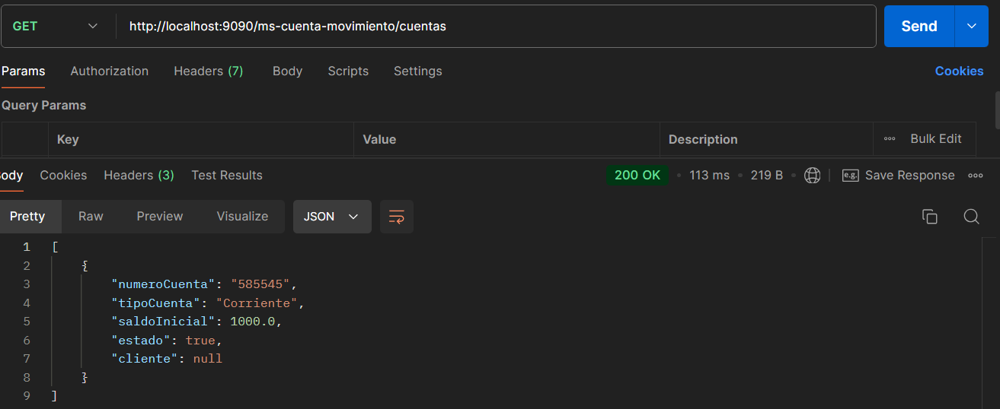 GET http://localhost:9090/ms-cuenta-movimiento/cuentas Send
Params Authorization Headers (7) Body Scripts Settings Cookies
Query Params
Key Value Description Bulk Edit
ody Cookies Headers (3) Test Results 200 OK • 113 ms • 219 B • e.g. Save Response
Pretty Raw Preview Visualize JSON
1 [
2 {
3 "numeroCuenta": "585545",
4 "tipoCuenta": "Corriente",
5 "saldoInicial": 1000.0,
6 "estado": true,
7 "cliente": null
8 }
9 ]